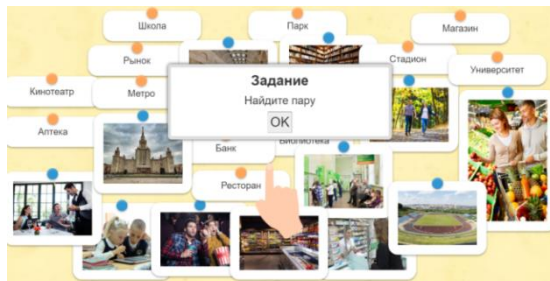 Школа
Парк
Магазин
Рынок
Стадион
Университет
Кинотеатр
Метро
Задание
Найдите пару
OK
Аптека
Банк
Библиотека
Ресторан